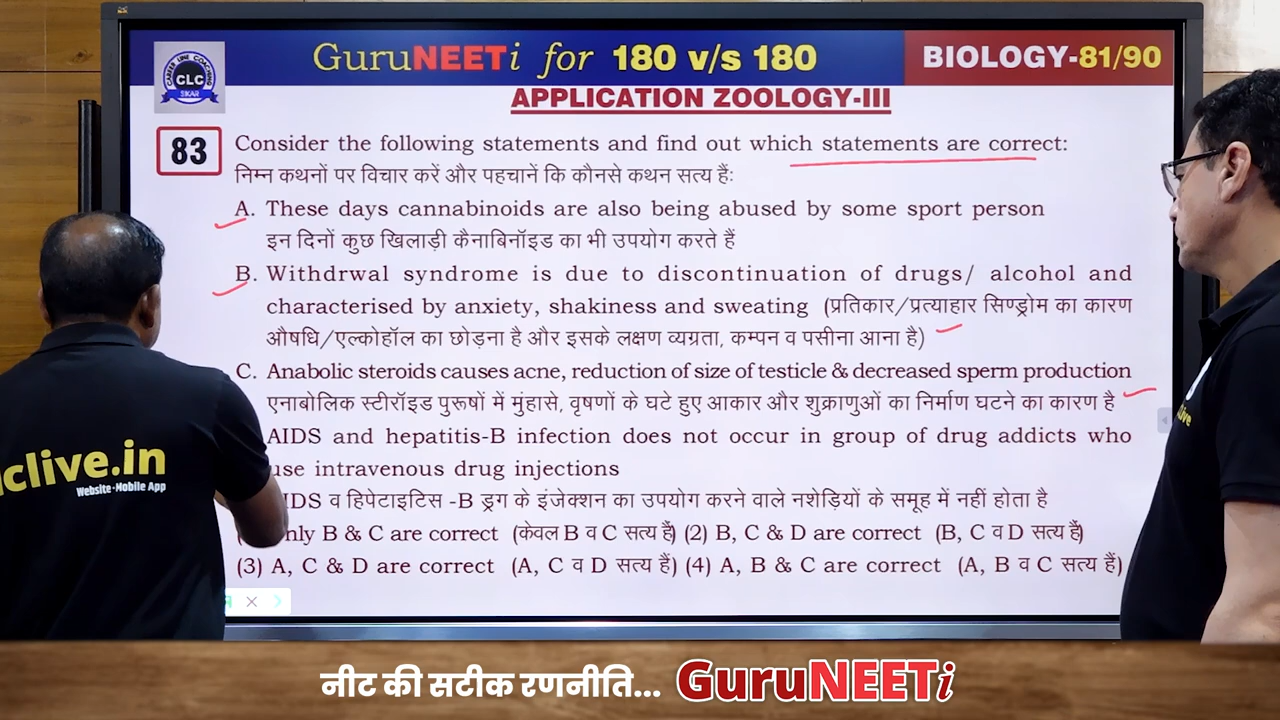 GuruNEETi for 180 v/s 180
BIOLOGY-81/90
CLC
SIKAR
APPLICATION ZOOLOGY-III
83
Consider the following statements and find out which statements are correct:
निम्न कथनों पर विचार करें और पहचानें कि कौनसे कथन सत्य हैं:
A. These days cannabinoids are also being abused by some sport person
इन दिनों कुछ खिलाड़ी कैनाबिनॉइड का भी उपयोग करते हैं
B. Withdrwal syndrome is due to discontinuation of drugs/ alcohol and
characterised by anxiety, shakiness and sweating (प्रतिकार/प्रत्याहार सिण्ड्रोम का कारण
औषधि/एल्कोहॉल का छोड़ना है और इसके लक्षण व्यग्रता, कम्पन व पसीना आना है)
C. Anabolic steroids causes acne, reduction of size of testicle & decreased sperm production
एनाबोलिक स्टीरॉइड पुरूषों में मुंहासे, वृषणों के घटे हुए आकार और शुक्राणुओं का निर्माण घटने का कारण है
AIDS and hepatitis-B infection does not occur in group of drug addicts who
use intravenous drug injections
AIDS व हिपेटाइटिस -B ड्रग के इंजेक्शन का उपयोग करने वाले नशेड़ियों के समूह में नहीं होता है
only B & C are correct (केवल B व C सत्य हैं) (2) B, C & D are correct (B, C व D सत्य हैं)
(3) A, C & D are correct (A, C व D सत्य हैं) (4) A, B & C are correct (A, B व C सत्य हैं)
clive.in
Website-Mobile App
live
नीट की सटीक रणनीति... GuruNEETi